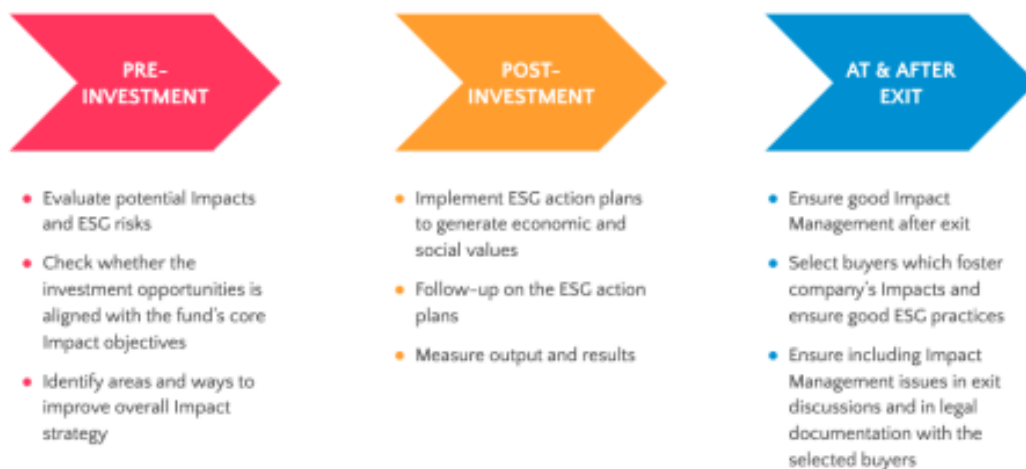 PRE-
INVESTMENT
• Evaluate potential Impacts
and ESG risks
• Check whether the
investment opportunities is
aligned with the fund's core
Impact objectives
• Identify areas and ways to
improve overall Impact
strategy
POST-
INVESTMENT
• Implement ESG action plans
to generate economic and
social values
• Follow-up on the ESG action
plans
• Measure output and results
AT & AFTER
EXIT
• Ensure good Impact
Management after exit
• Select buyers which foster
company's Impacts and
ensure good ESG practices
• Ensure including Impact
Management issues in exit
discussions and in legal
documentation with the
selected buyers